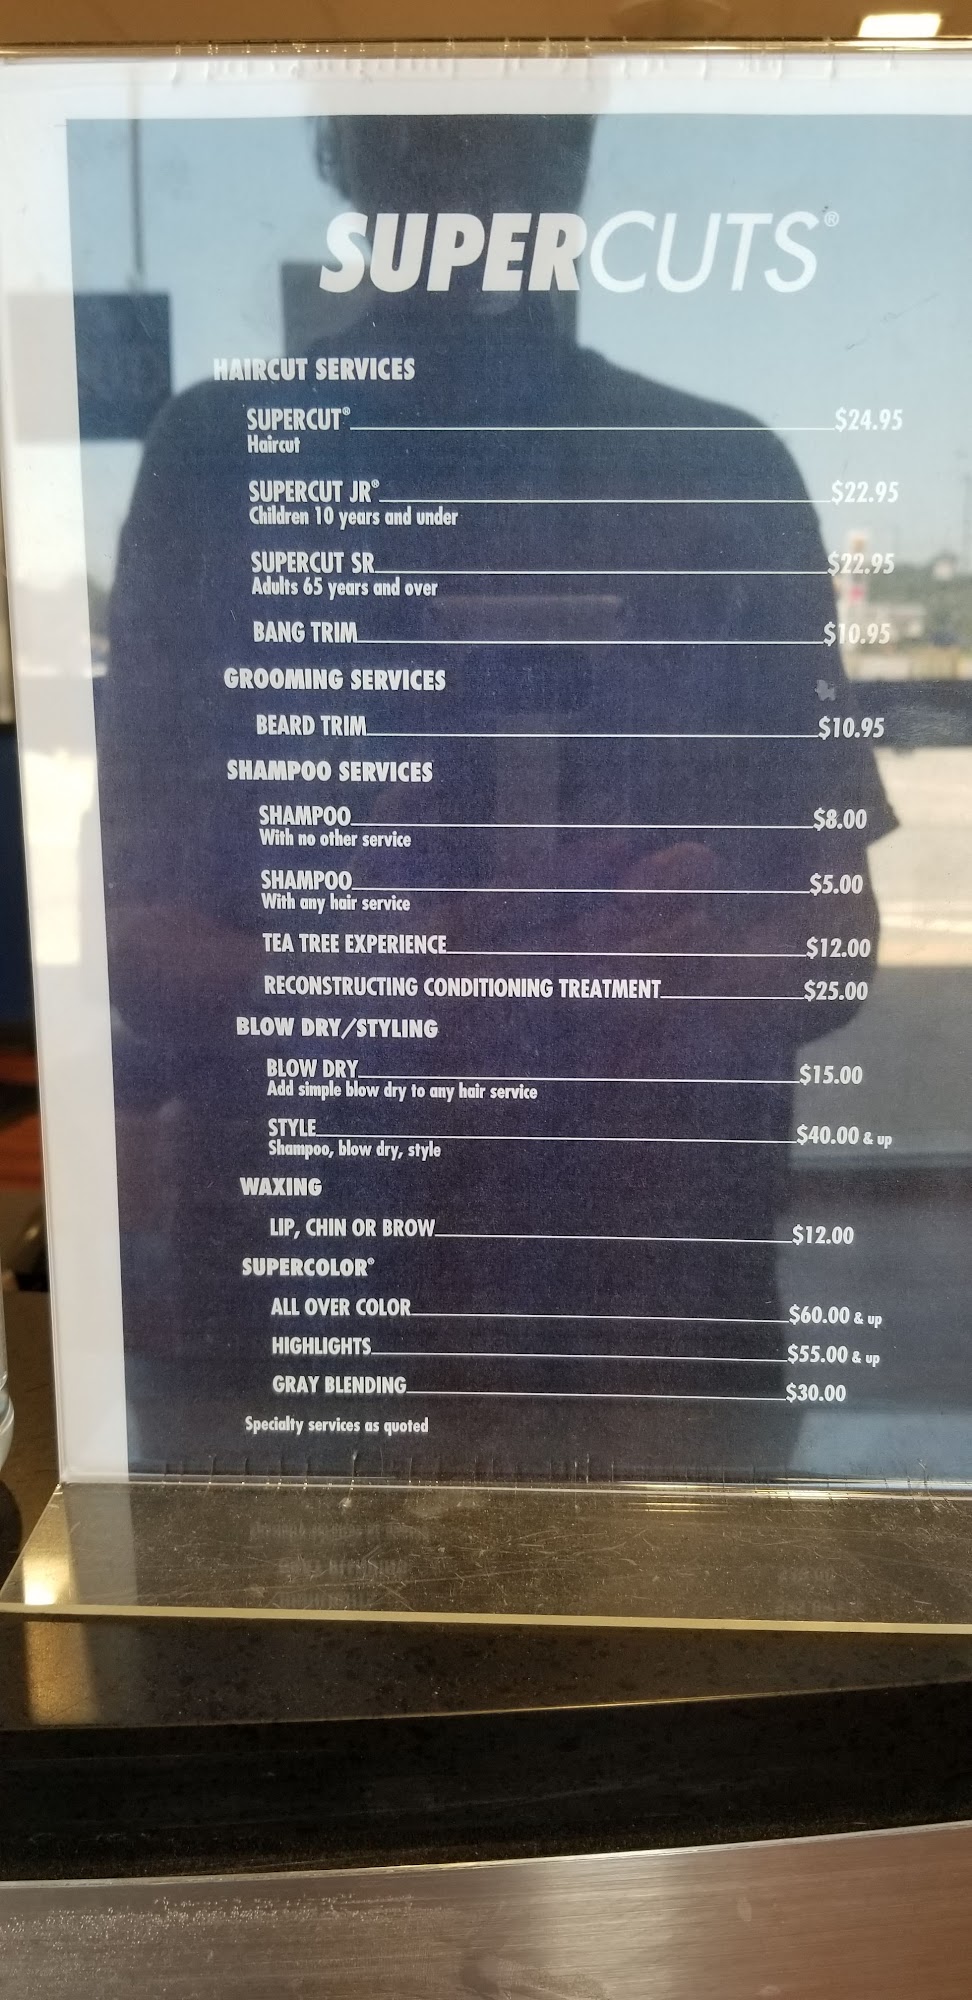 SUPERCUTS®
HAIRCUT SERVICES
SUPERCUT® $24.95
Haircut
SUPERCUT JR® $22.95
Children 10 years and under
SUPERCUT SR $22.95
Adults 65 years and over
BANG TRIM $10.95
GROOMING SERVICES
BEARD TRIM $10.95
SHAMPOO SERVICES
SHAMPOO $8.00
With no other service
SHAMPOO $5.00
With any hair service
TEA TREE EXPERIENCE $12.00
RECONSTRUCTING CONDITIONING TREATMENT $25.00
BLOW DRY/STYLING
BLOW DRY $15.00
Add simple blow dry to any hair service
STYLE $40.00 & up
Shampoo, blow dry, style
WAXING
LIP, CHIN OR BROW $12.00
SUPERCOLOR®
ALL OVER COLOR $60.00 & up
HIGHLIGHTS $55.00 & up
GRAY BLENDING $30.00
Specialty services as quoted